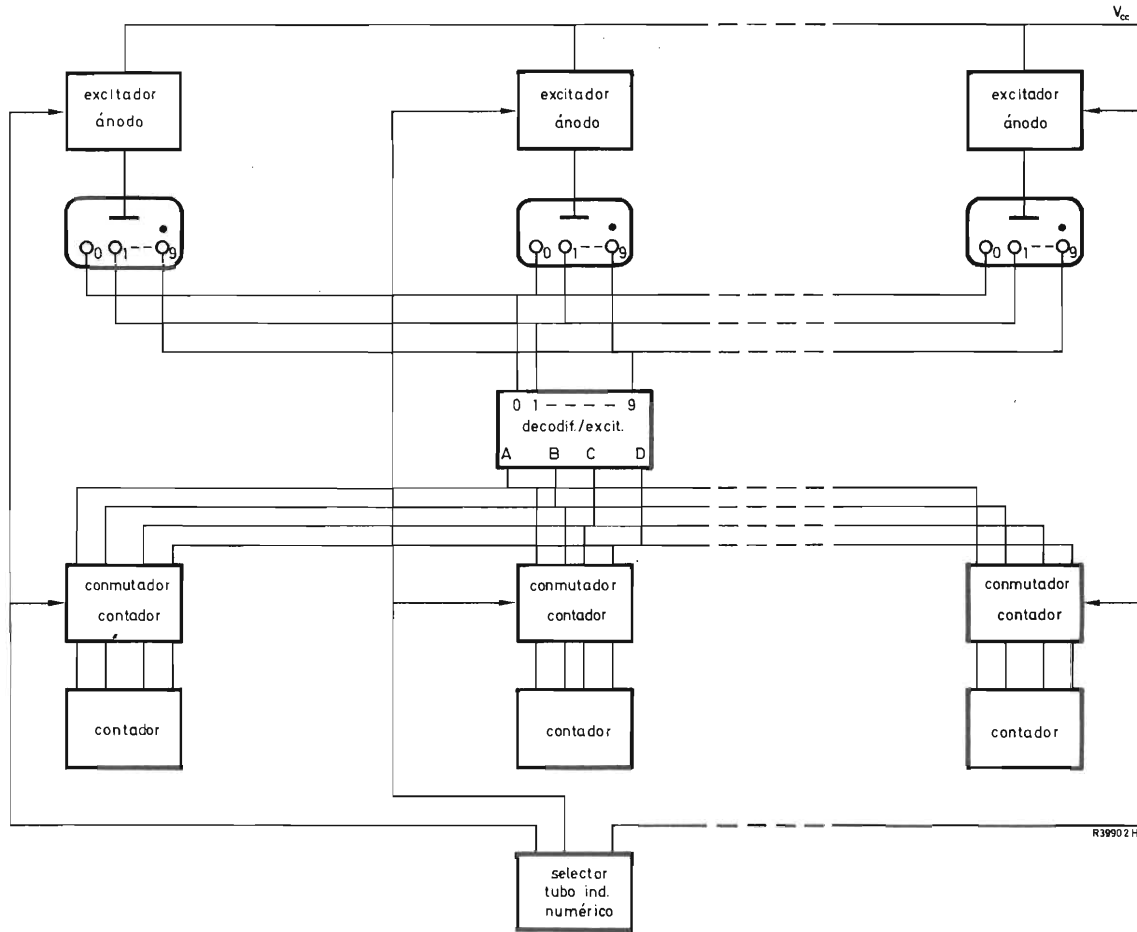 Vcc
excitador
ánodo
excitador
ánodo
excitador
ánodo
0 1 9
0 1 9
0 1 9
0 1 9
decodif./excit.
A B C D
conmutador
contador
conmutador
contador
conmutador
contador
contador
contador
contador
R39902H
selector
tubo ind.
numérico